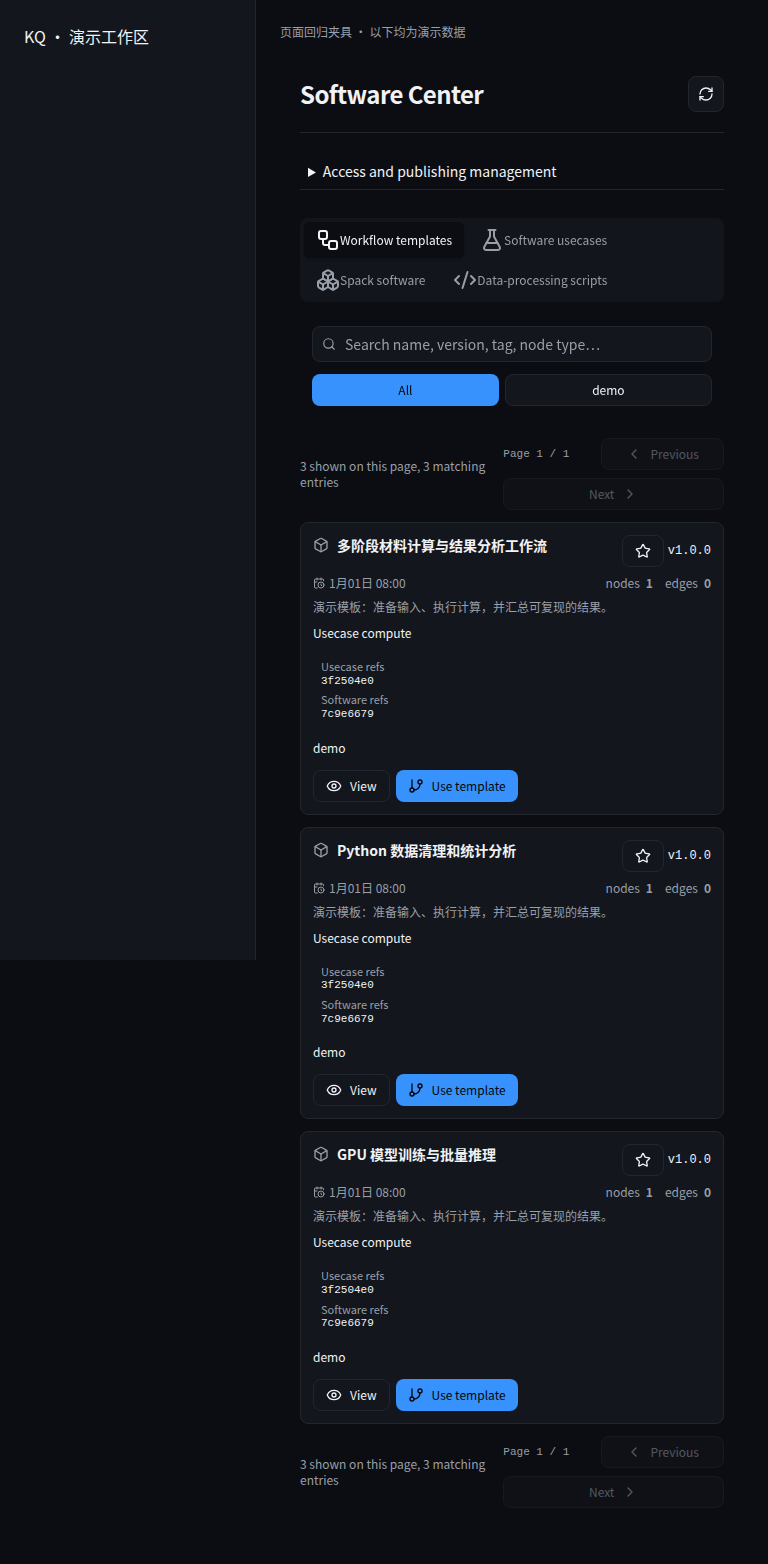 KQ · 演示工作区
页面回归夹具 · 以下均为演示数据
Software Center
Access and publishing management
Workflow templates
Software usecases
Spack software
Data-processing scripts
Search name, version, tag, node type…
All
demo
3 shown on this page, 3 matching
entries
Page 1 / 1
Previous
Next
多阶段材料计算与结果分析工作流
v1.0.0
1月01日 08:00
nodes 1 edges 0
演示模板：准备输入、执行计算，并汇总可复现的结果。
Usecase compute
Usecase refs
3f2504e0
Software refs
7c9e6679
demo
View
Use template
Python 数据清理和统计分析
v1.0.0
1月01日 08:00
nodes 1 edges 0
演示模板：准备输入、执行计算，并汇总可复现的结果。
Usecase compute
Usecase refs
3f2504e0
Software refs
7c9e6679
demo
View
Use template
GPU 模型训练与批量推理
v1.0.0
1月01日 08:00
nodes 1 edges 0
演示模板：准备输入、执行计算，并汇总可复现的结果。
Usecase compute
Usecase refs
3f2504e0
Software refs
7c9e6679
demo
View
Use template
3 shown on this page, 3 matching
entries
Page 1 / 1
Previous
Next